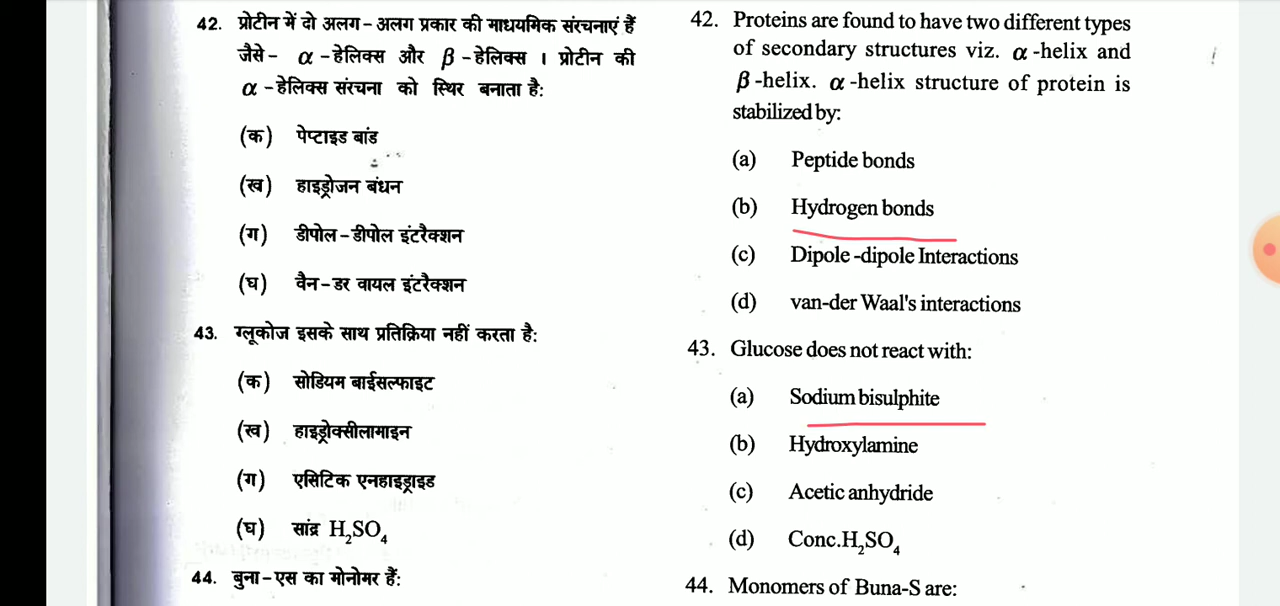 42. प्रोटीन में दो अलग-अलग प्रकार की माधयमिक संरचनाएं हैं
जैसे- α -हेलिक्स और β -हेलिक्स । प्रोटीन की
α -हेलिक्स संरचना को स्थिर बनाता है:
(क) पेप्टाइड बांड
(ख) हाइड्रोजन बंधन
(ग) डीपोल-डीपोल इंटरैक्शन
(घ) वैन-डर वायल इंटरैक्शन
43. ग्लूकोज इसके साथ प्रतिक्रिया नहीं करता है:
(क) सोडियम बाईसल्फाइट
(ख) हाइड्रोक्सीलामाइन
(ग) एसिटिक एनहाइड्राइड
(घ) सांद्र H₂SO₄
44. बुना-एस का मोनोमर हैं:
42. Proteins are found to have two different types
of secondary structures viz. α -helix and
β -helix. α -helix structure of protein is
stabilized by:
(a) Peptide bonds
(b) Hydrogen bonds
(c) Dipole -dipole Interactions
(d) van-der Waal's interactions
43. Glucose does not react with:
(a) Sodium bisulphite
(b) Hydroxylamine
(c) Acetic anhydride
(d) Conc.H₂SO₄
44. Monomers of Buna-S are: